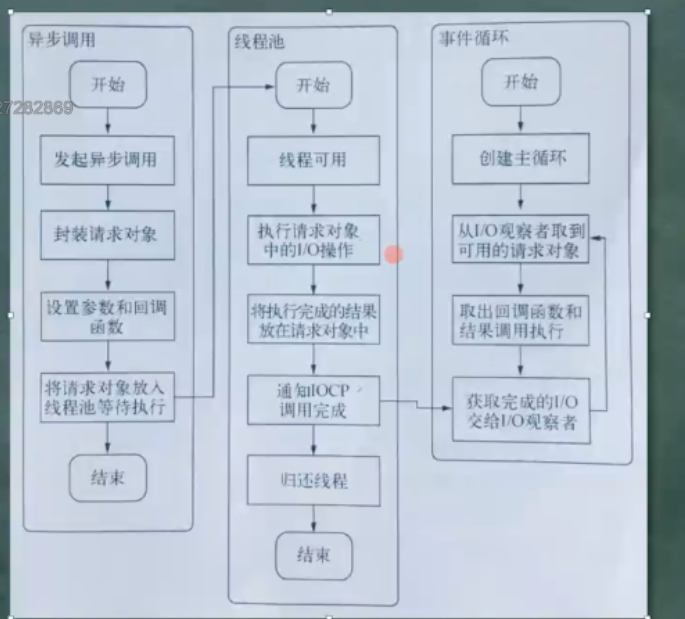 异步调用
开始
发起异步调用
封装请求对象
设置参数和回调
函数
将请求对象放入
线程池等待执行
结束
线程池
开始
线程可用
执行请求对象
中的I/O操作
将执行完成的结果
放在请求对象中
通知IOCP
调用完成
归还线程
结束
事件循环
开始
创建主循环
从I/O观察者取到
可用的请求对象
取出回调函数和
结果调用执行
获取完成的I/O
交给I/O观察者
27282869